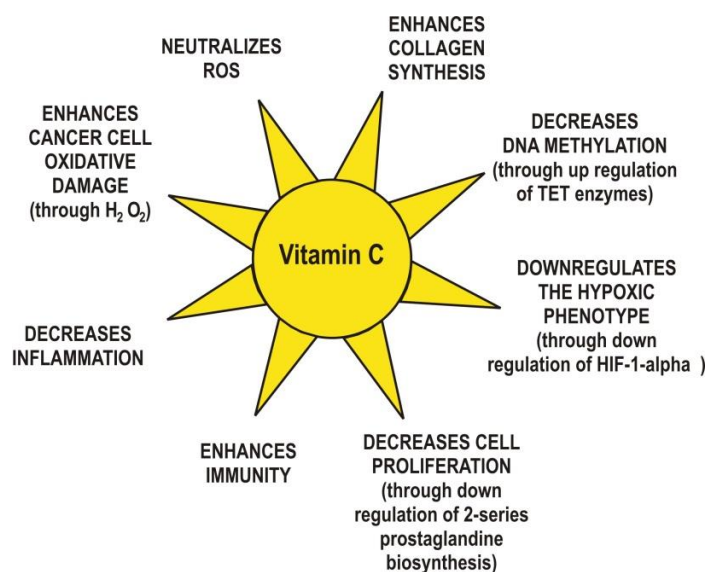 NEUTRALIZES
ROS
ENHANCES
COLLAGEN
SYNTHESIS
DECREASES
DNA METHYLATION
(through up regulation
of TET enzymes)
DOWNREGULATES
THE HYPOXIC
PHENOTYPE
(through down
regulation of HIF-1-alpha )
DECREASES CELL
PROLIFERATION
(through down
regulation of 2-series
prostaglandine
biosynthesis)
ENHANCES
IMMUNITY
DECREASES
INFLAMMATION
ENHANCES
CANCER CELL
OXIDATIVE
DAMAGE
(through H₂ O₂)
Vitamin C